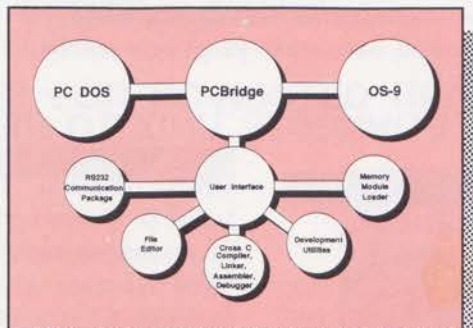 PC DOS
PCBridge
OS-9
RS232
Communication
Package
User Interface
Memory
Module
Loader
File
Editor
Cross C
Compiler,
Linker,
Assembler,
Debugger
Development
Utilities